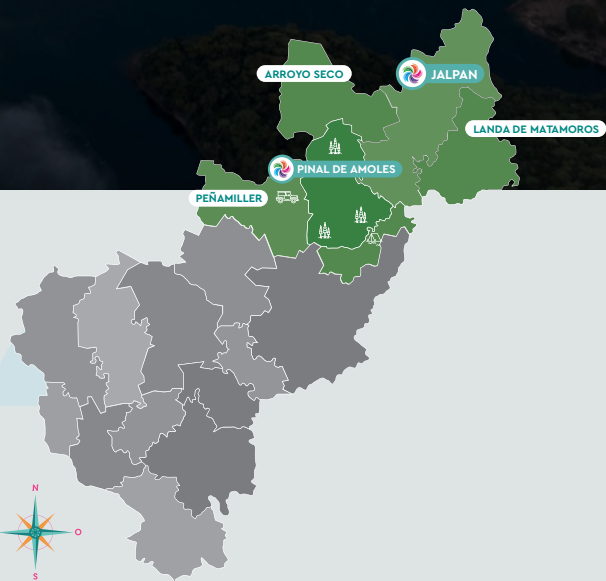 ARROYO SECO
JALPAN
LANDA DE MATAMOROS
PINAL DE AMOLES
PEÑAMILLER
N
O
S